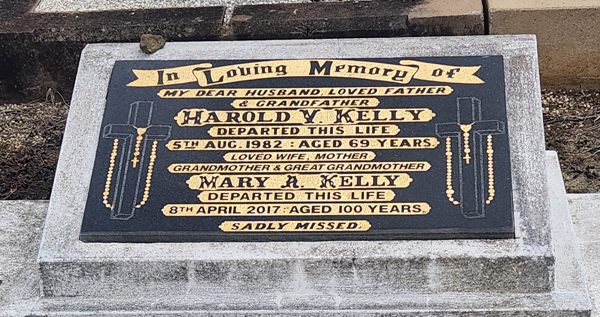 In Loving Memory of
MY DEAR HUSBAND, LOVED FATHER
& GRANDFATHER
HAROLD V. KELLY
DEPARTED THIS LIFE
5TH AUG. 1982 : AGED 69 YEARS.
LOVED WIFE, MOTHER
GRANDMOTHER & GREAT GRANDMOTHER
MARY A. KELLY
DEPARTED THIS LIFE
8TH APRIL 2017 : AGED 100 YEARS.
SADLY MISSED.